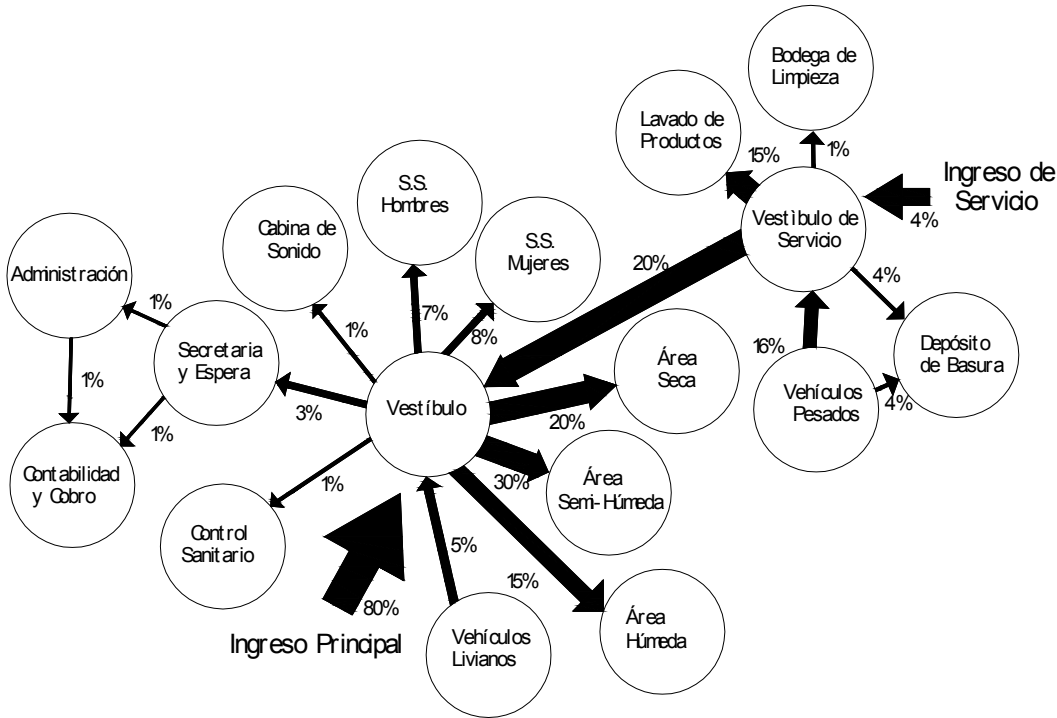 Bodega de
Limpieza
Lavado de
Productos
15%
1%
Ingreso de
Servicio
4%
Vestìbulo de
Servicio
S.S.
Hombres
Cabina de
Sonido
S.S.
Mujeres
20%
4%
Administración
1%
7%
8%
1%
Secretaria
y Espera
Área
Seca
16%
Depósito
de Basura
Vehículos
Pesados
4%
1%
3%
Vestíbulo
20%
1%
Contabilidad
y Cobro
1%
30%
Área
Semi-Húmeda
Control
Sanitario
5%
15%
80%
Ingreso Principal
Vehículos
Livianos
Área
Húmeda